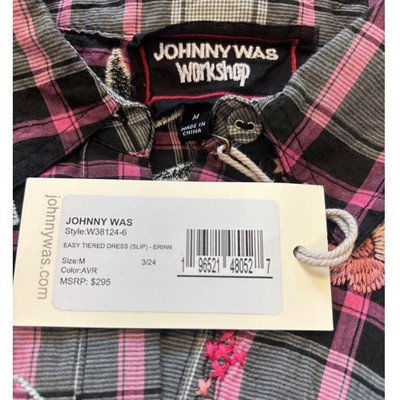 JOHNNY WAS
Workshop
M
MADE IN
CHINA
johnnywas.com
JOHNNY WAS
Style:W38124-6
EASY TIERED DRESS (SLIP) - ERINN
Size:M 3/24
Color:AVR
MSRP: $295
1 96521 48052 7